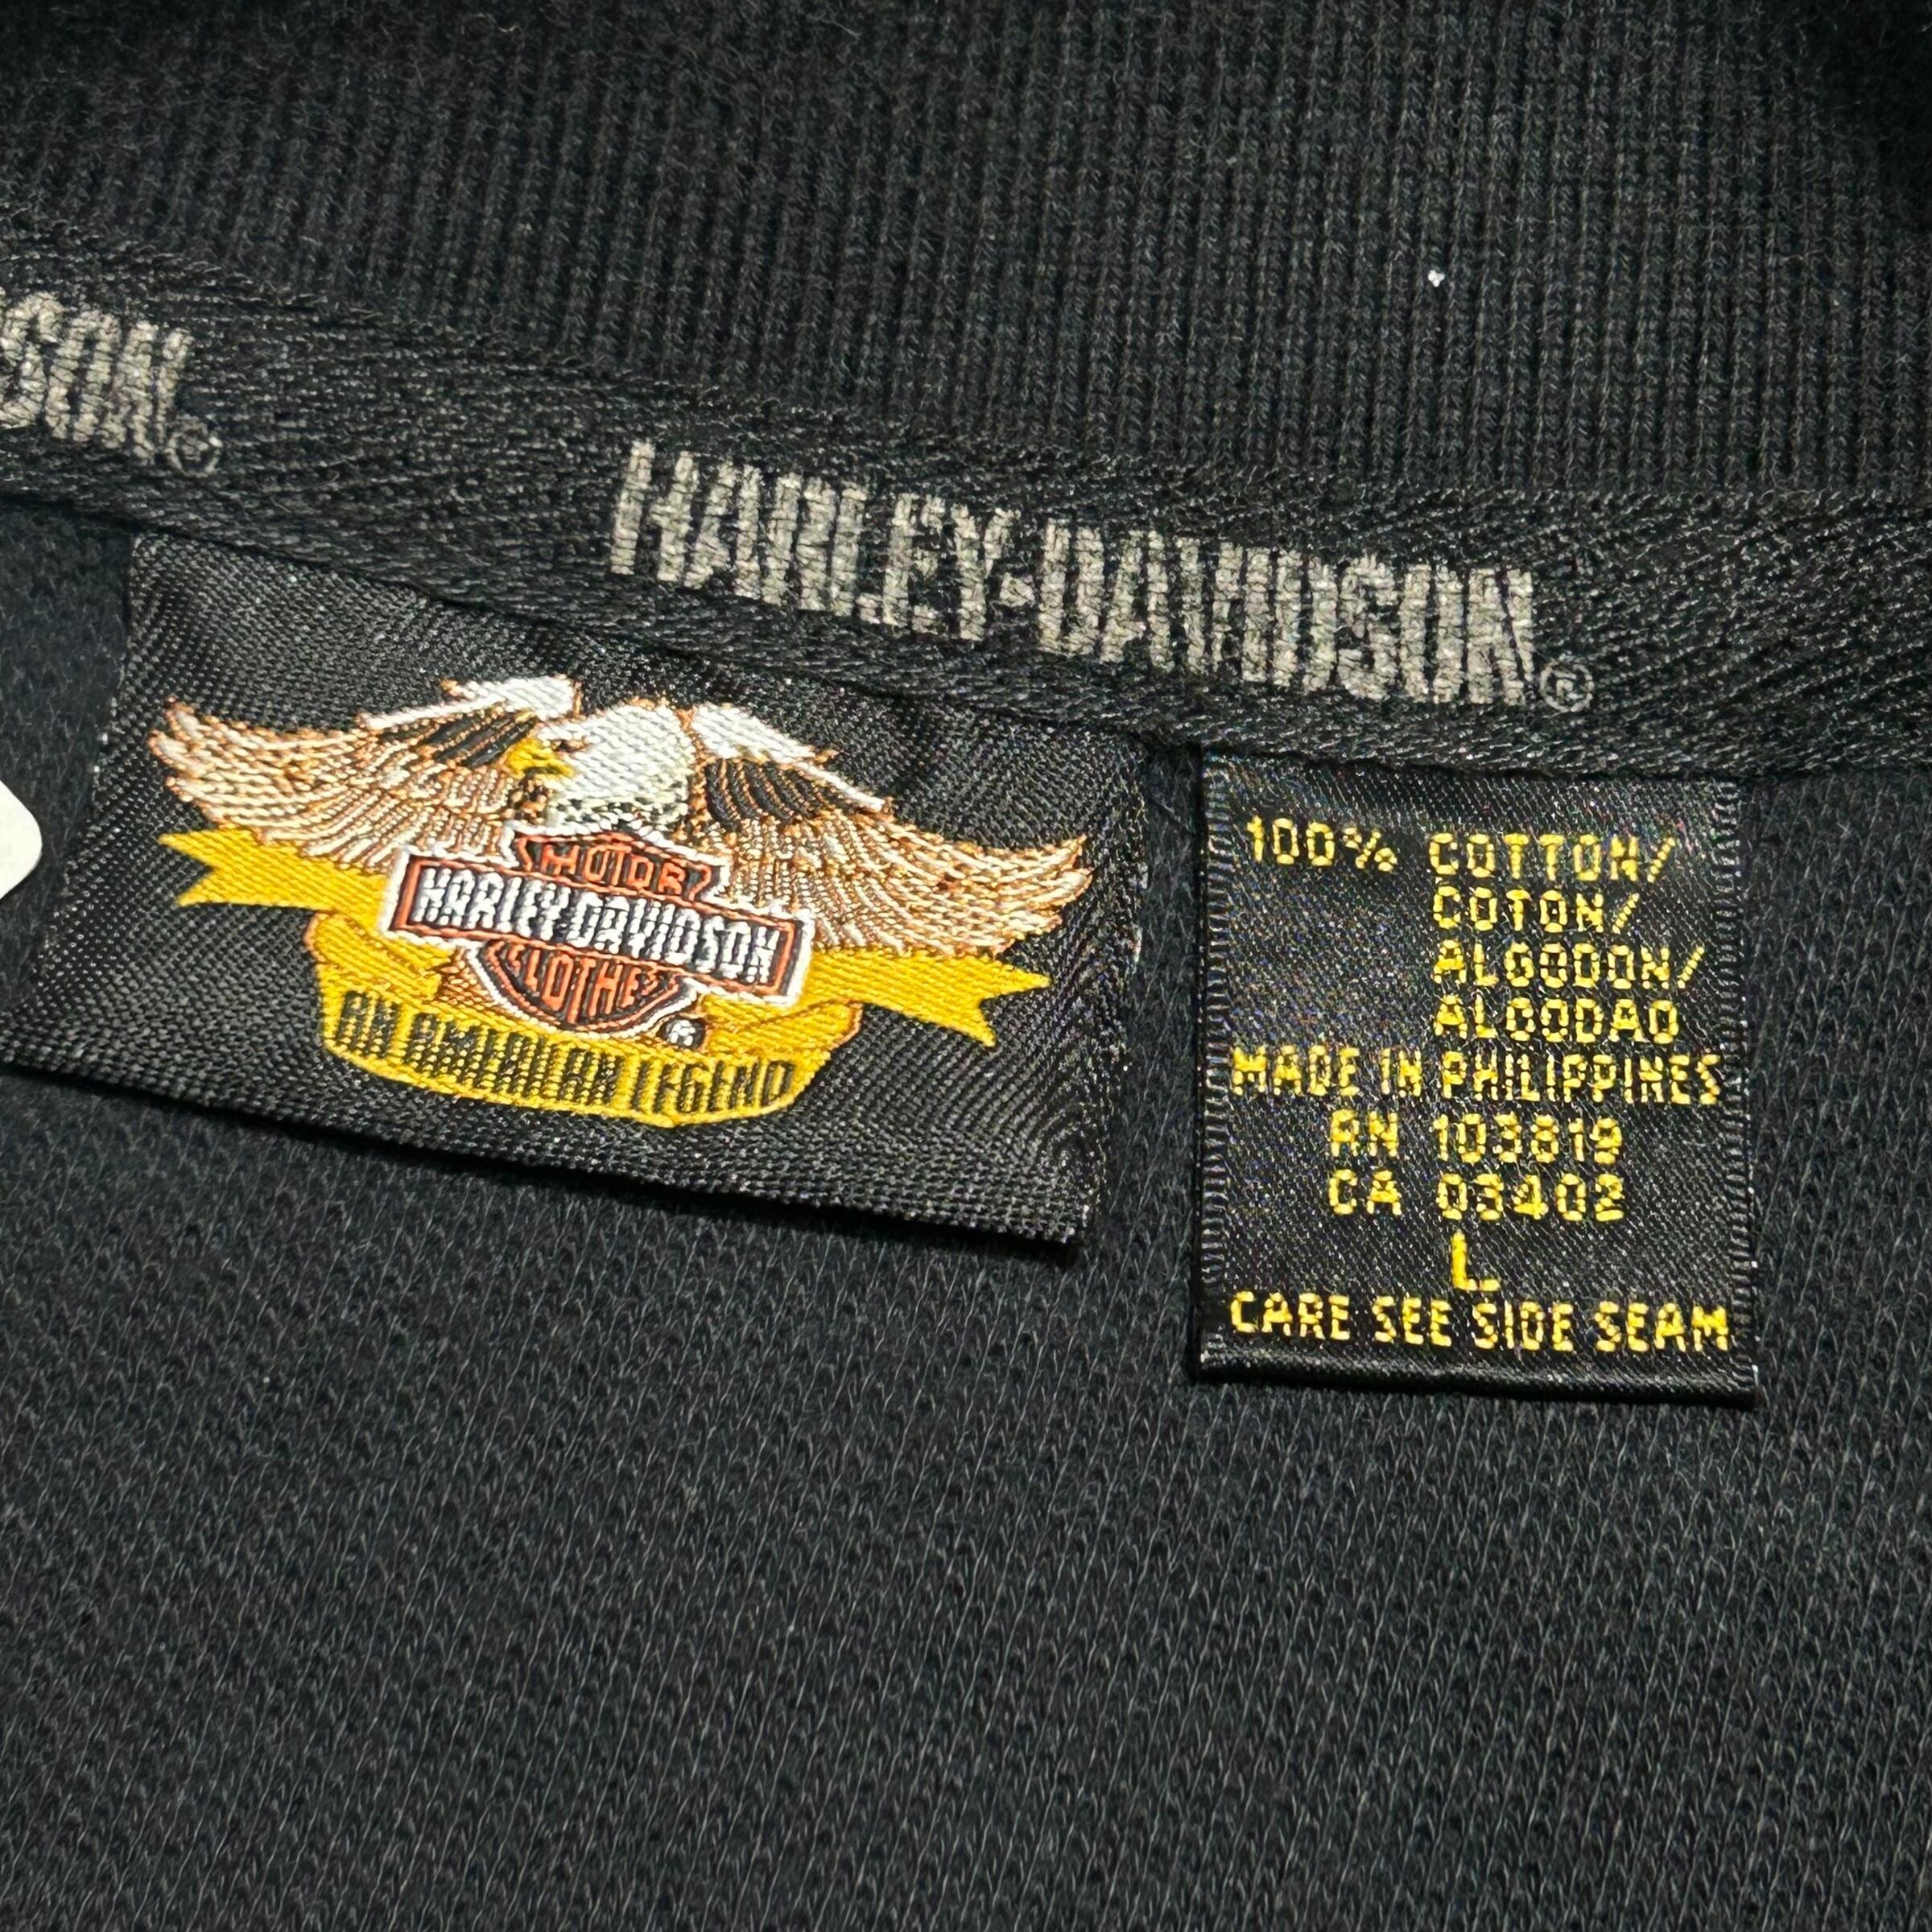 SON®
HARLEY-DAVIDSON®
MOTOR
HARLEY-DAVIDSON
CLOTHES
®
AN AMERICAN LEGEND
100% COTTON/
COTON/
ALGODON/
ALGODAO
MADE IN PHILIPPINES
RN 103819
CA 03402
L
CARE SEE SIDE SEAM